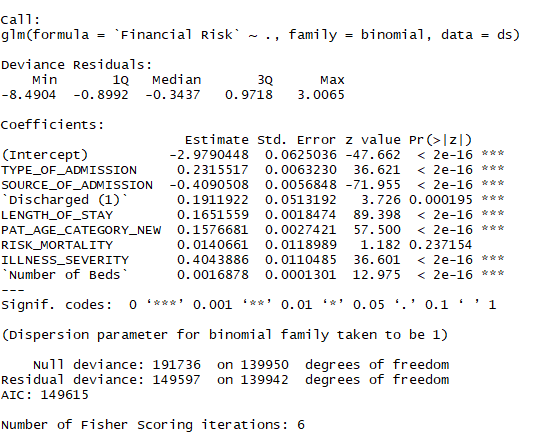 Call:
glm(formula = `Financial Risk` ~ ., family = binomial, data = ds)
Deviance Residuals:
Min 1Q Median 3Q Max
-8.4904 -0.8992 -0.3437 0.9718 3.0065
Coefficients:
Estimate Std. Error z value Pr(>|z|)
(Intercept) -2.9790448 0.0625036 -47.662 < 2e-16 ***
TYPE_OF_ADMISSION 0.2315517 0.0063230 36.621 < 2e-16 ***
SOURCE_OF_ADMISSION -0.4090508 0.0056848 -71.955 < 2e-16 ***
`Discharged (1)` 0.1911922 0.0513192 3.726 0.000195 ***
LENGTH_OF_STAY 0.1651559 0.0018474 89.398 < 2e-16 ***
PAT_AGE_CATEGORY_NEW 0.1576681 0.0027421 57.500 < 2e-16 ***
RISK_MORTALITY 0.0140661 0.0118989 1.182 0.237154
ILLNESS_SEVERITY 0.4043886 0.0110485 36.601 < 2e-16 ***
`Number of Beds` 0.0016878 0.0001301 12.975 < 2e-16 ***
---
Signif. codes: 0 ‘***’ 0.001 ‘**’ 0.01 ‘*’ 0.05 ‘.’ 0.1 ‘ ’ 1
(Dispersion parameter for binomial family taken to be 1)
Null deviance: 191736 on 139950 degrees of freedom
Residual deviance: 149597 on 139942 degrees of freedom
AIC: 149615
Number of Fisher Scoring iterations: 6